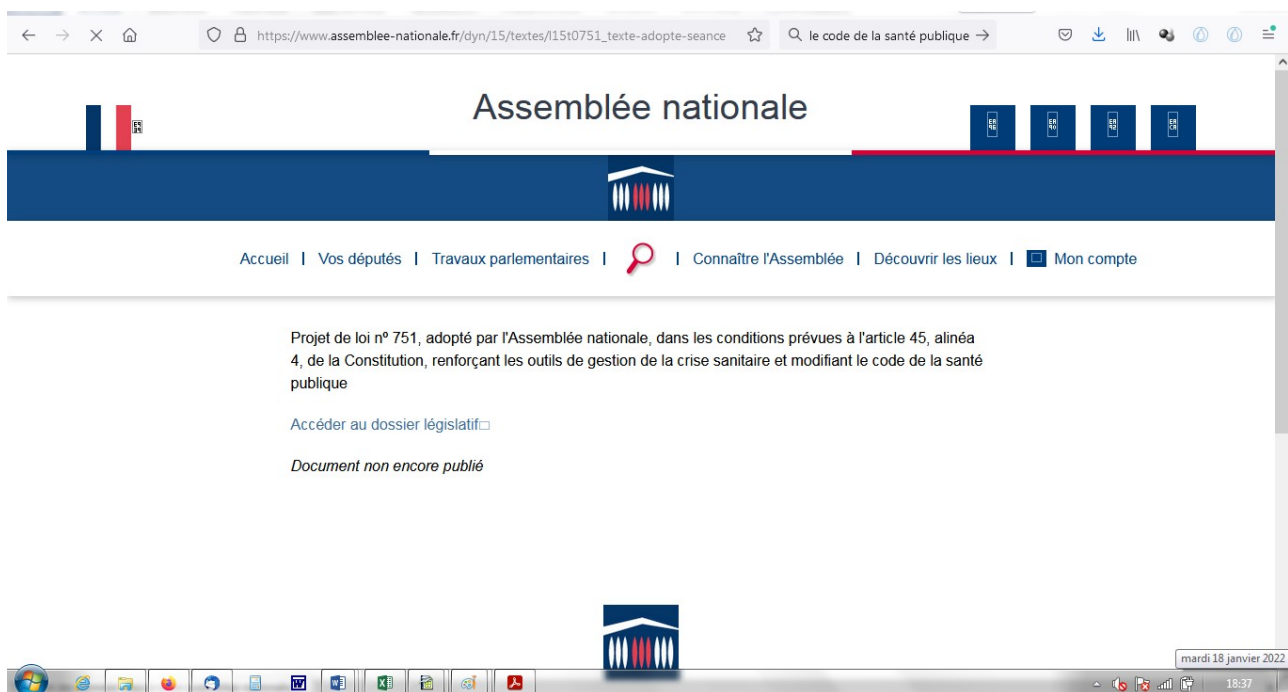 https://www.assemblee-nationale.fr/dyn/15/textes/l15t0751_texte-adopte-seance
le code de la santé publique
Assemblée nationale
Accueil | Vos députés | Travaux parlementaires | | Connaître l'Assemblée | Découvrir les lieux | Mon compte
Projet de loi nº 751, adopté par l'Assemblée nationale, dans les conditions prévues à l'article 45, alinéa
4, de la Constitution, renforçant les outils de gestion de la crise sanitaire et modifiant le code de la santé
publique
Accéder au dossier législatif
Document non encore publié
mardi 18 janvier 2022
18:37